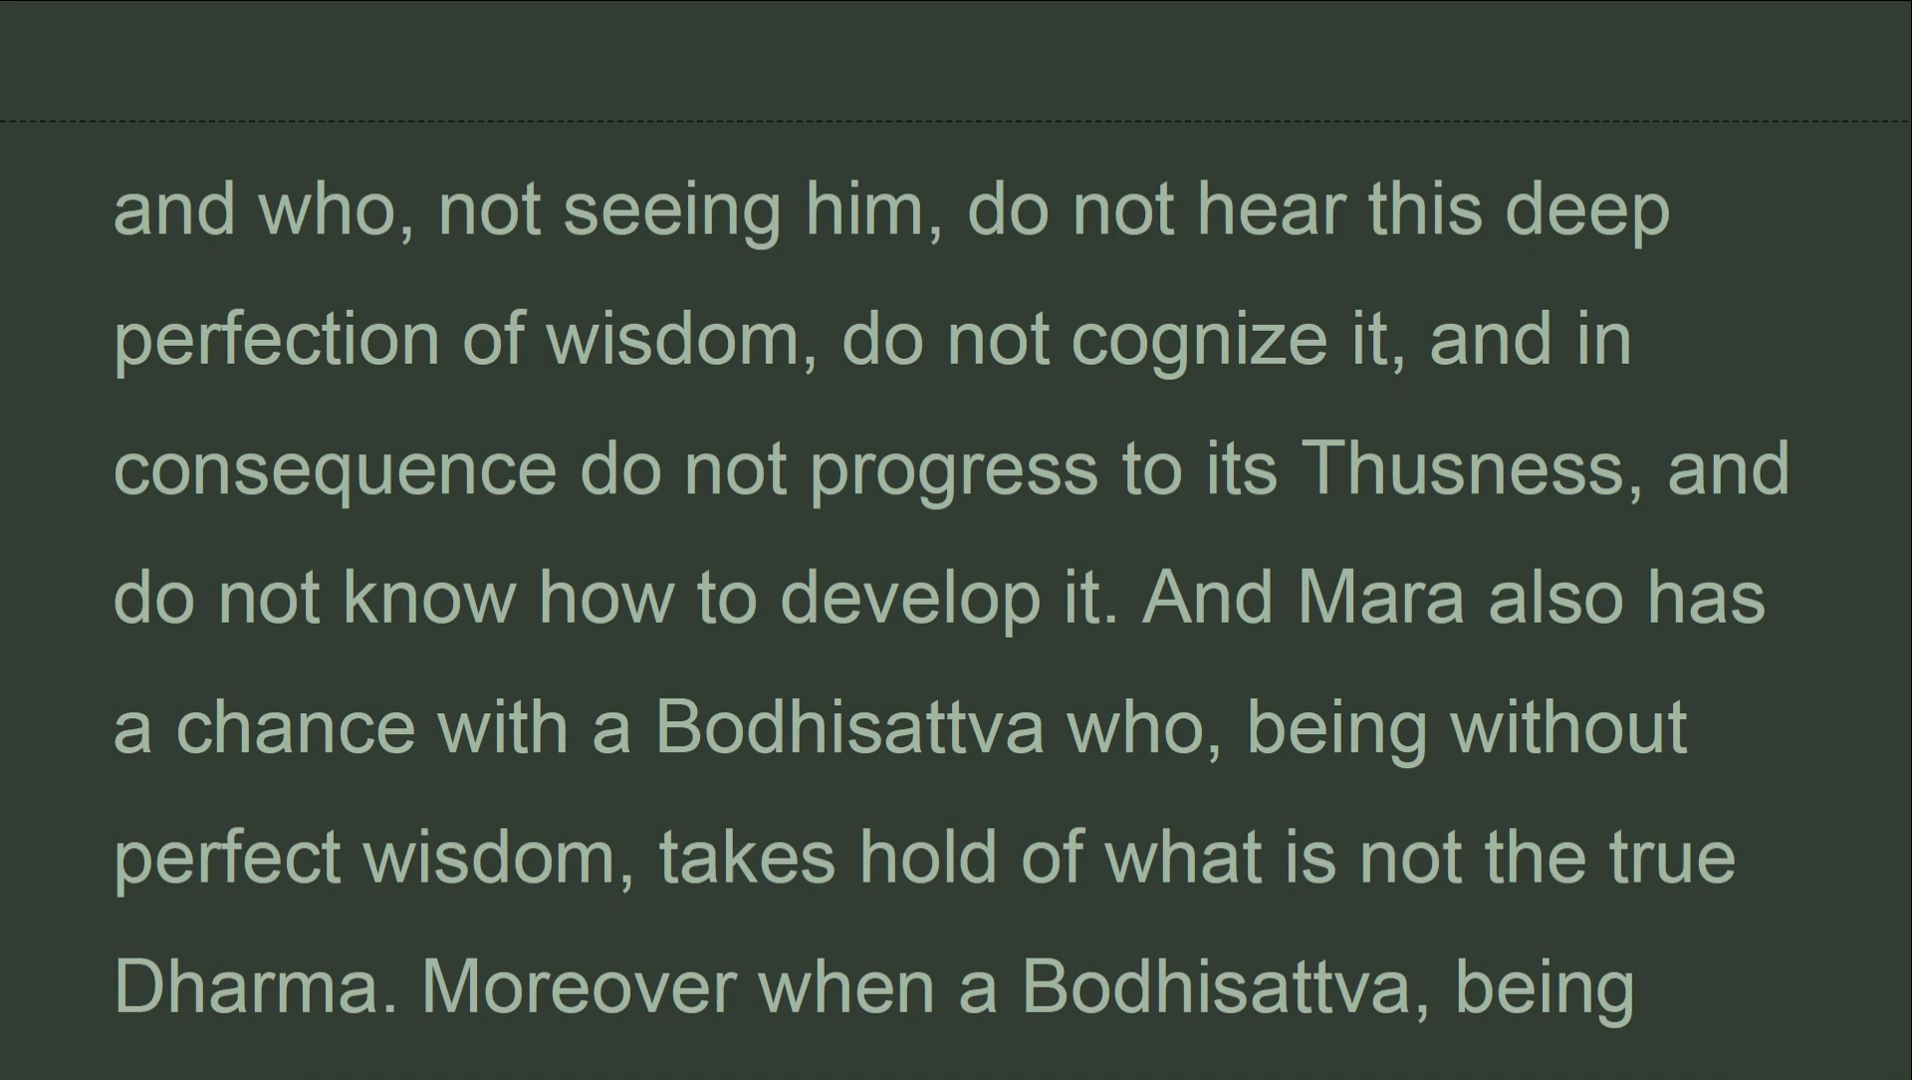 and who, not seeing him, do not hear this deep
perfection of wisdom, do not cognize it, and in
consequence do not progress to its Thusness, and
do not know how to develop it. And Mara also has
a chance with a Bodhisattva who, being without
perfect wisdom, takes hold of what is not the true
Dharma. Moreover when a Bodhisattva, being